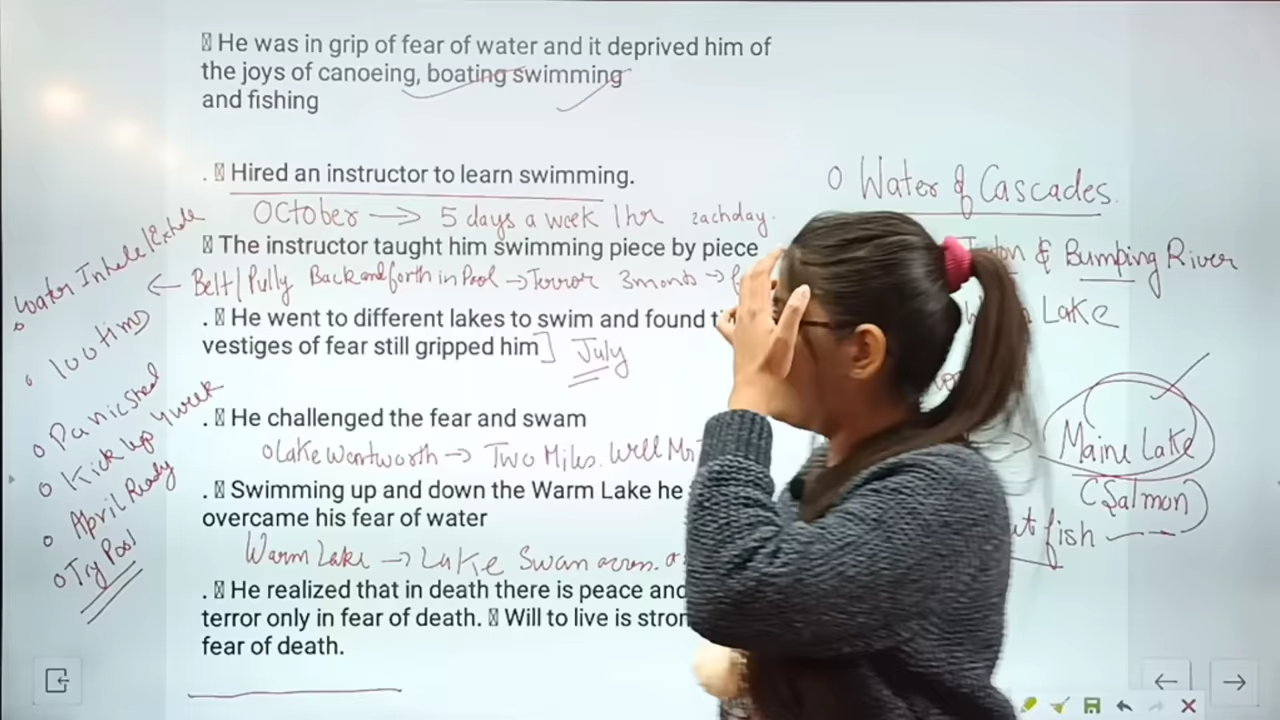 He was in grip of fear of water and it deprived him of
the joys of canoeing, boating swimming
and fishing
. Hired an instructor to learn swimming.
O Water of Cascades.
October → 5 days a week 1 hr each day.
The instructor taught him swimming piece by piece
& Bumping River
Water Inhale/Exhale
← Belt/Pully Back and forth in Pool → Terror 3 months →
. He went to different lakes to swim and found
Lake
100 times
vestiges of fear still gripped him] July
Panic shed
. He challenged the fear and swam
Maine Lake
Kick up 4 week
Lake Wentworth → Two Miles. Well
. Swimming up and down the Warm Lake he
(Salmon)
April Ready
overcame his fear of water
fish
Try Pool
Warm Lake → Lake Swam across.
. He realized that in death there is peace and
terror only in fear of death. Will to live is
fear of death.